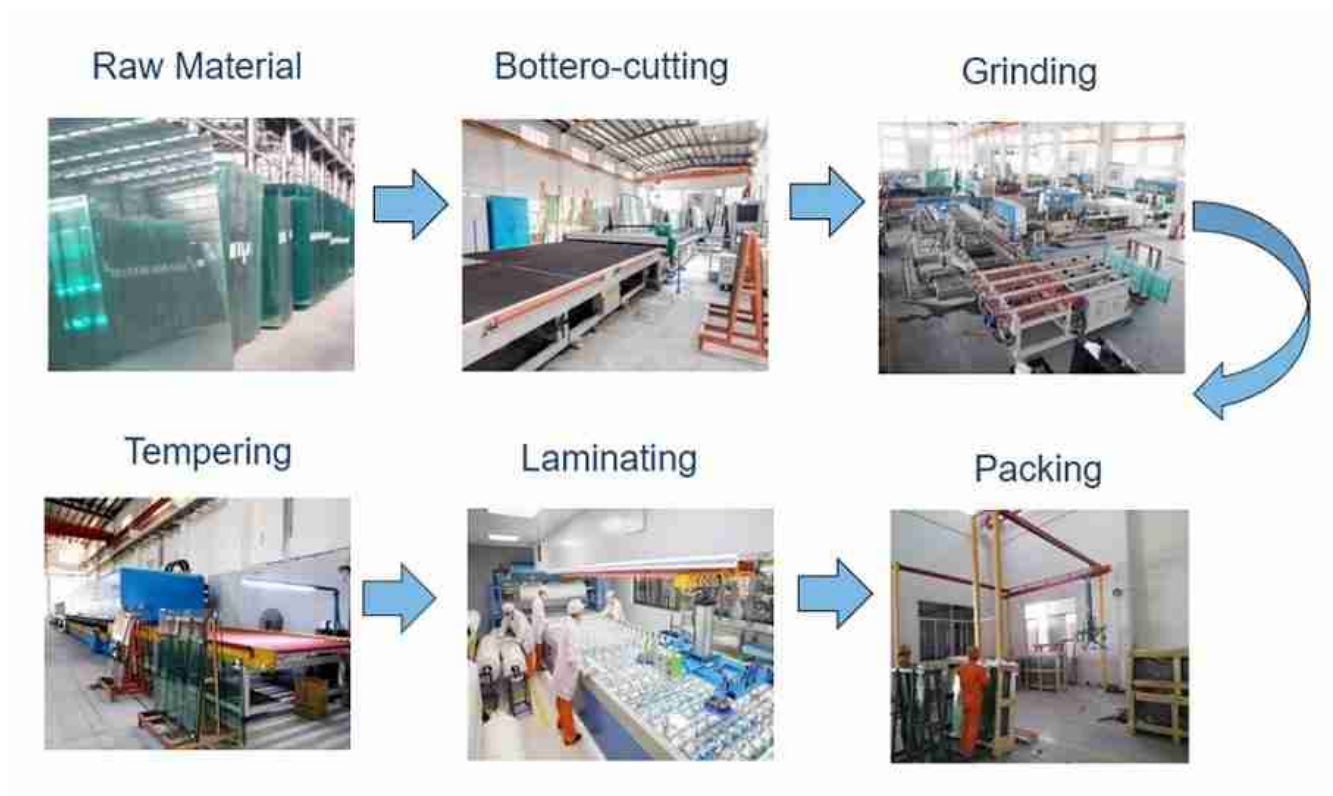 Raw Material
Bottero-cutting
Grinding
Tempering
Laminating
Packing